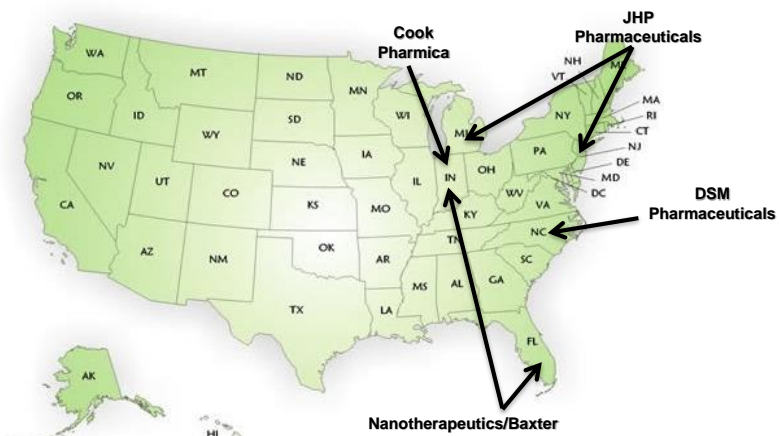 JHP
Pharmaceuticals
Cook
Pharmica
WA
MT
ND
MN
NH
VT
ME
OR
ID
SD
WI
MI
NY
MA
RI
CT
WY
NE
IA
PA
NJ
DE
MD
DC
NV
UT
CO
IL
IN
OH
WV
VA
CA
KS
MO
KY
DSM
Pharmaceuticals
AZ
NM
OK
AR
TN
NC
SC
TX
LA
MS
AL
GA
FL
AK
HI
Nanotherapeutics/Baxter